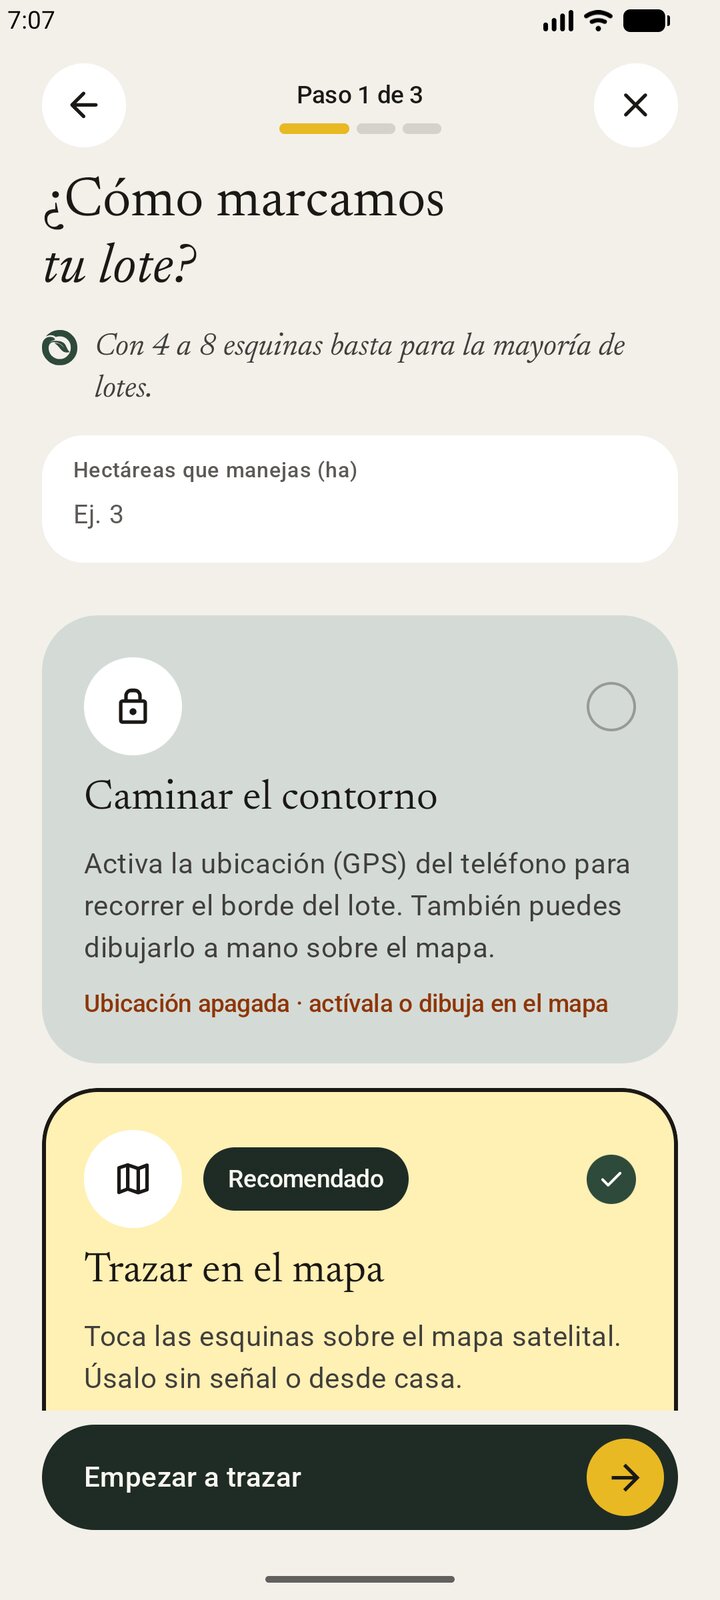 7:07
Paso 1 de 3
¿Cómo marcamos
tu lote?
Con 4 a 8 esquinas basta para la mayoría de
lotes.
Hectáreas que manejas (ha)
Ej. 3
Caminar el contorno
Activa la ubicación (GPS) del teléfono para
recorrer el borde del lote. También puedes
dibujarlo a mano sobre el mapa.
Ubicación apagada · actívala o dibuja en el mapa
Recomendado
Trazar en el mapa
Toca las esquinas sobre el mapa satelital.
Úsalo sin señal o desde casa.
Empezar a trazar